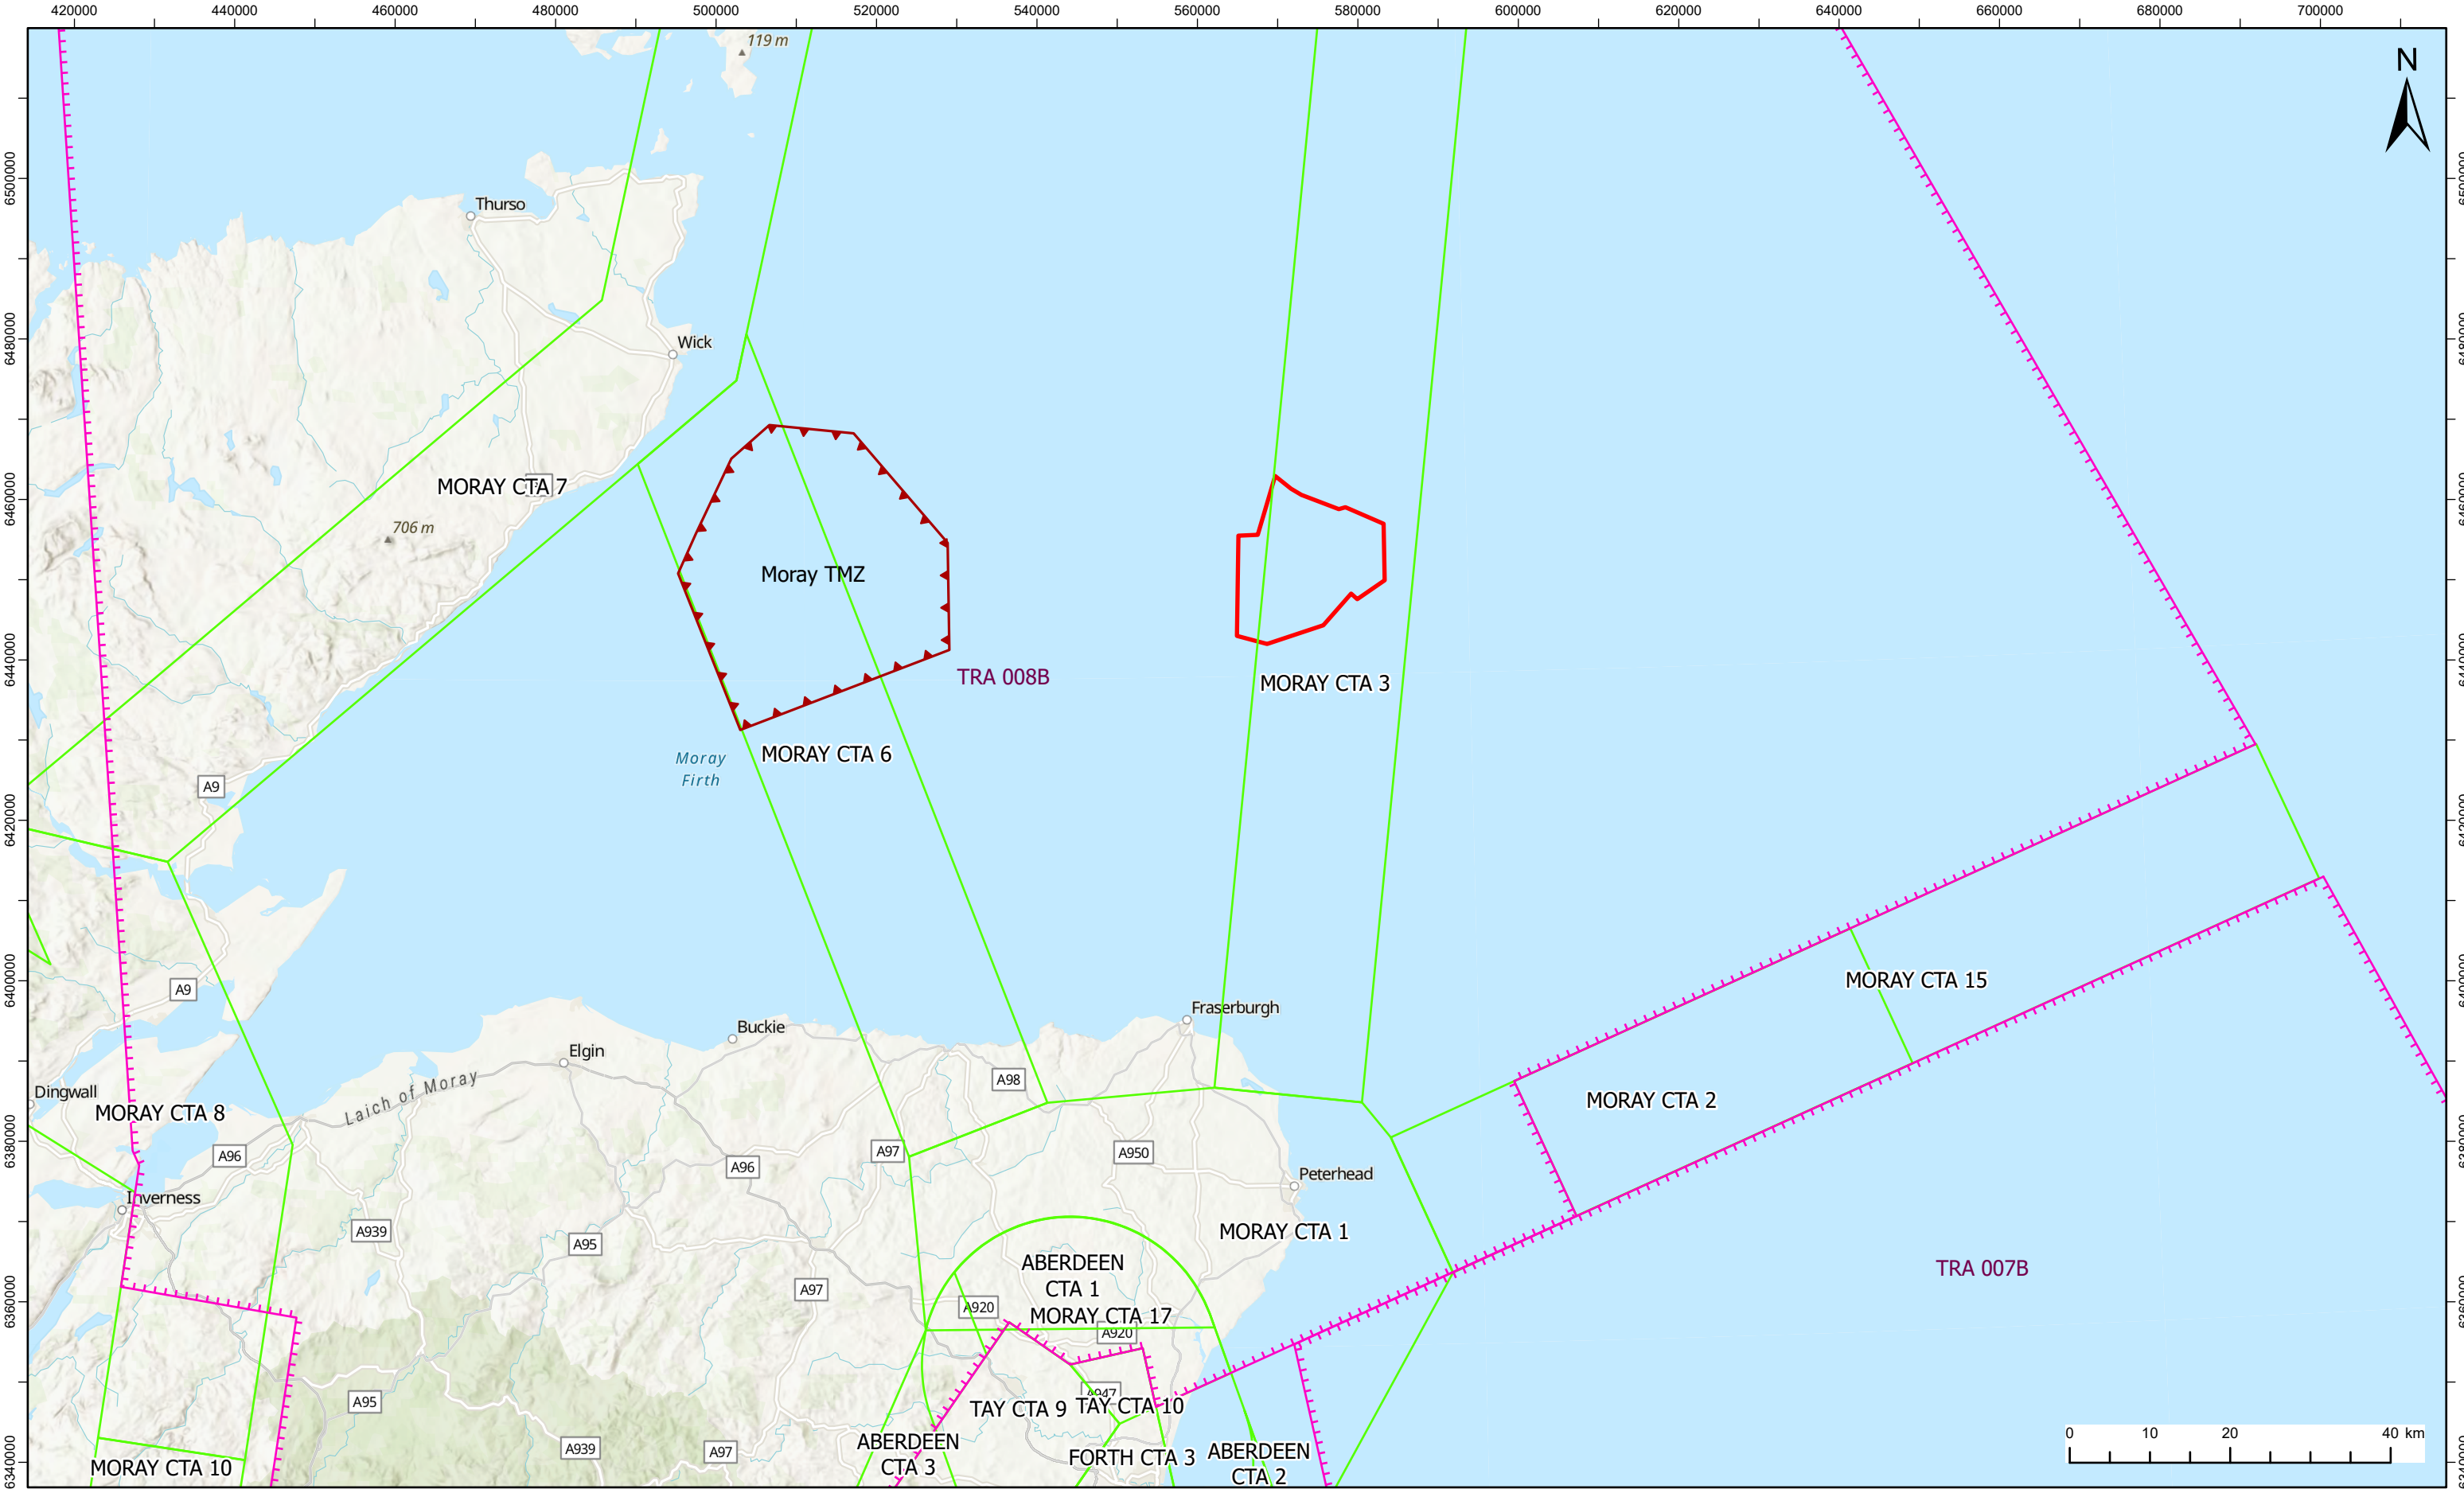 420000 440000 460000 480000 500000 520000 540000 560000 580000 600000 620000 640000 660000 680000 700000
119 m
N
6500000
Thurso
6480000
Wick
6460000
MORAY CTA 7
706 m
Moray TMZ
6440000
TRA 008B
MORAY CTA 3
MORAY CTA 6
Moray
Firth
A9
6420000
A9
6400000
MORAY CTA 15
Fraserburgh
Buckie
Elgin
A98
Laich of Moray
Dingwall
MORAY CTA 8
MORAY CTA 2
6380000
A96
A97
A950
A96
Peterhead
Inverness
A939
MORAY CTA 1
A95
ABERDEEN
CTA 1
TRA 007B
A97
A920
MORAY CTA 17
A920
6360000
A947
A95
TAY CTA 9
TAY CTA 10
ABERDEEN
CTA 3
A939
A97
FORTH CTA 3
ABERDEEN
CTA 2
MORAY CTA 10
6340000
0 10 20 40 km